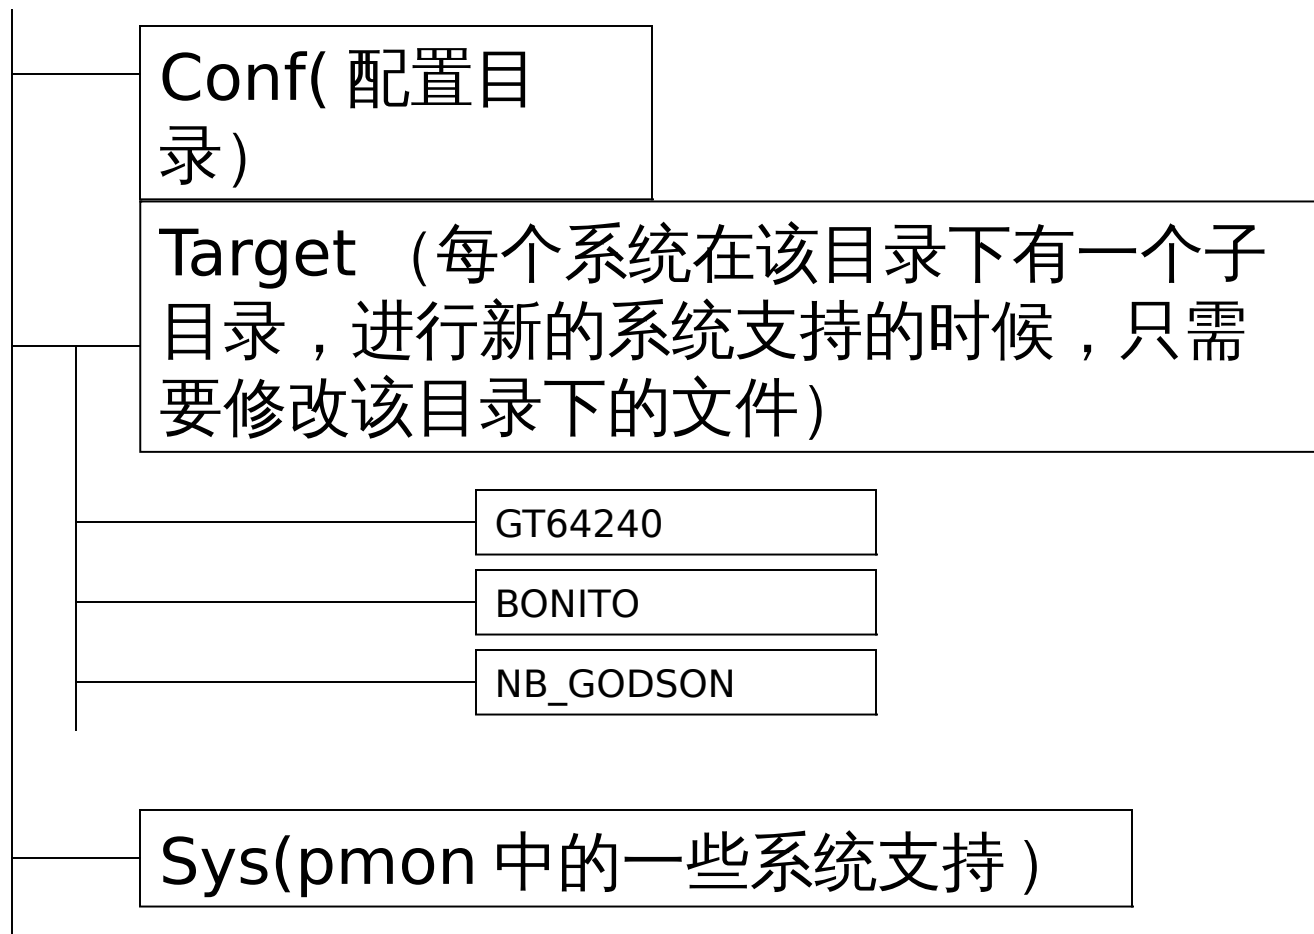 Conf( 配置目
录）
Target （每个系统在该目录下有一个子
目录，进行新的系统支持的时候，只需
要修改该目录下的文件）
GT64240
BONITO
NB_GODSON
Sys(pmon 中的一些系统支持 ）